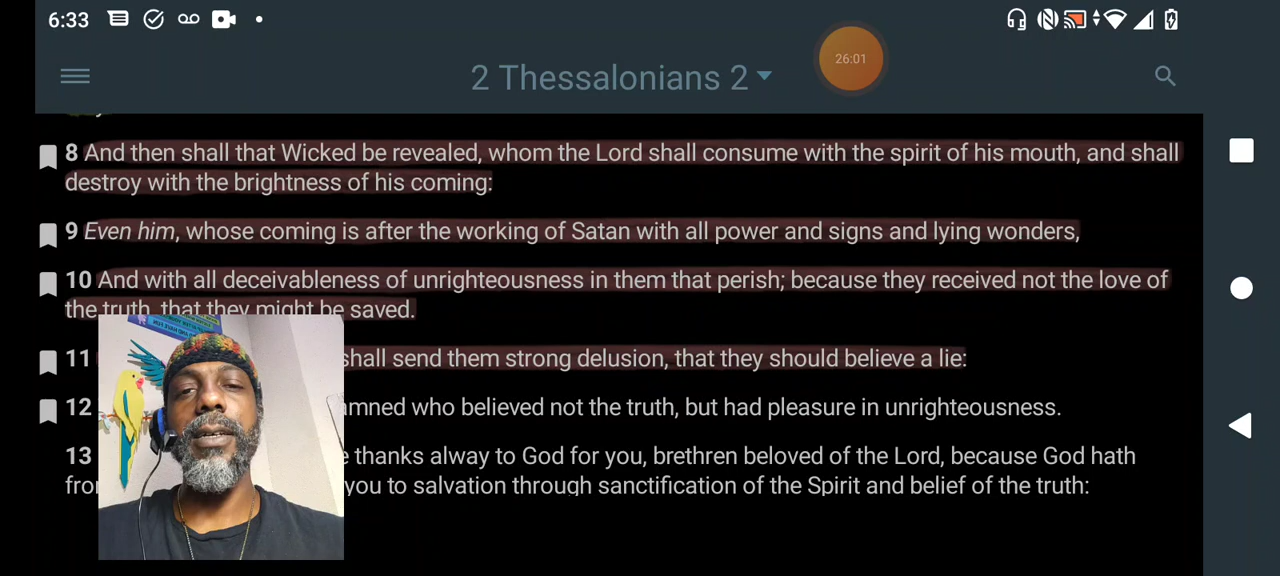 6:33
26:01
2 Thessalonians 2
8 And then shall that Wicked be revealed, whom the Lord shall consume with the spirit of his mouth, and shall
destroy with the brightness of his coming:
9 Even him, whose coming is after the working of Satan with all power and signs and lying wonders,
10 And with all deceivableness of unrighteousness in them that perish; because they received not the love of
the truth, that they might be saved.
11 shall send them strong delusion, that they should believe a lie:
12 who believed not the truth, but had pleasure in unrighteousness.
13 thanks alway to God for you, brethren beloved of the Lord, because God hath
you to salvation through sanctification of the Spirit and belief of the truth: